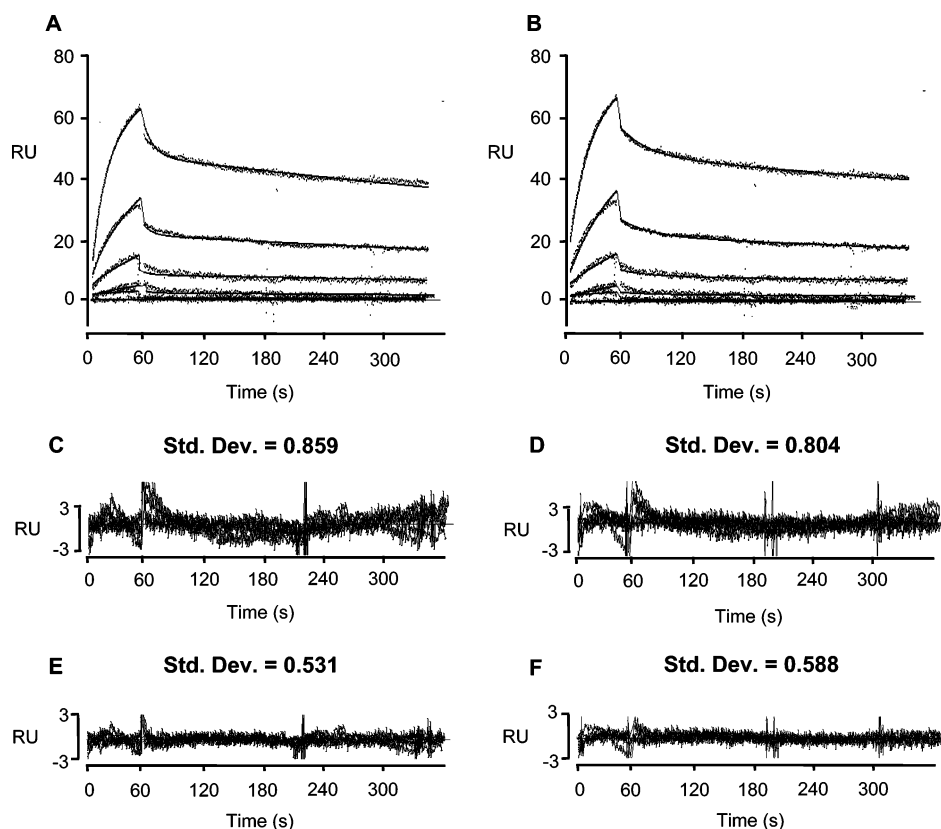 A
80
60
RU
40
20
0
0 60 120 180 240 300
Time (s)
B
80
60
RU
40
20
0
0 60 120 180 240 300
Time (s)
C Std. Dev. = 0.859
3
RU
-3
0 60 120 180 240 300
Time (s)
D Std. Dev. = 0.804
3
RU
-3
0 60 120 180 240 300
Time (s)
E Std. Dev. = 0.531
3
RU
-3
0 60 120 180 240 300
Time (s)
F Std. Dev. = 0.588
3
RU
-3
0 60 120 180 240 300
Time (s)